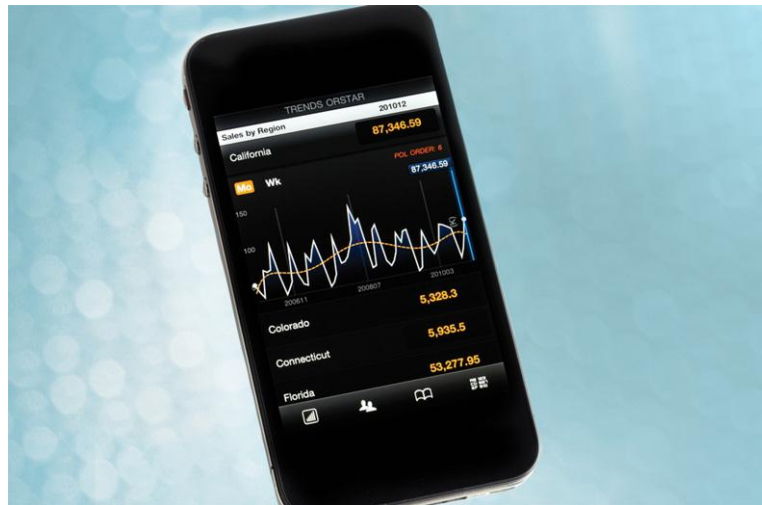 TRENDS ORSTAR
Sales by Region 201012
California 87,346.59
POL ORDER: 6
Mo Wk 87,346.59
150
100
200611 200807 201003
Colorado 5,328.3
Connecticut 5,935.5
Florida 53,277.95